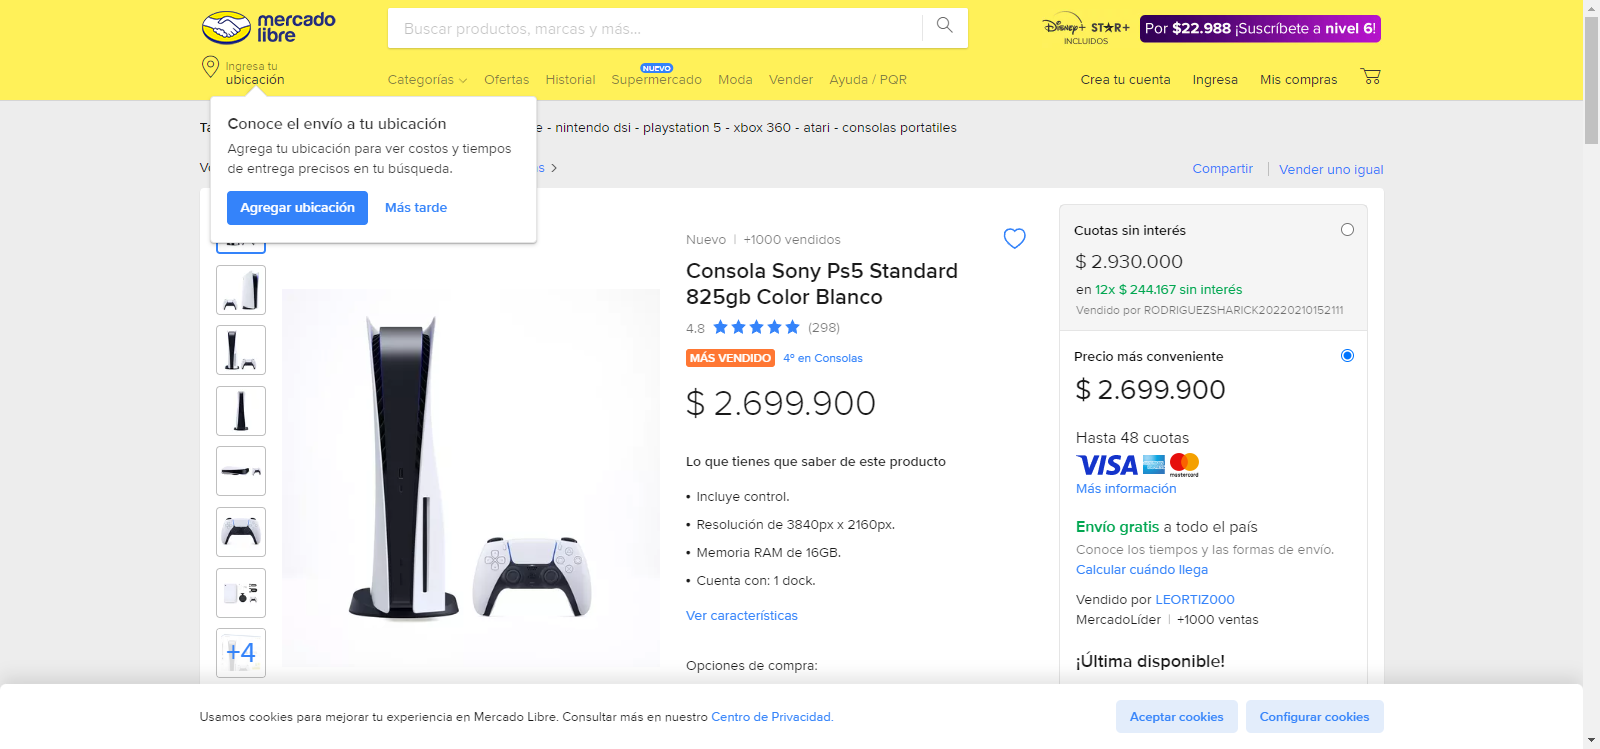 mercado
libre
Buscar productos, marcas y más...
Disney+ STAR+
INCLUIDOS
Por $22.988 ¡Suscríbete a nivel 6!
Ingresa tu
ubicación
NUEVO
Categorías Ofertas Historial Supermercado Moda Vender Ayuda / PQR
Crea tu cuenta Ingresa Mis compras
Conoce el envío a tu ubicación
Agrega tu ubicación para ver costos y tiempos
de entrega precisos en tu búsqueda.
Agregar ubicación Más tarde
- nintendo dsi - playstation 5 - xbox 360 - atari - consolas portatiles
Compartir Vender uno igual
+4
Nuevo | +1000 vendidos
Consola Sony Ps5 Standard
825gb Color Blanco
4.8 (298)
MÁS VENDIDO 4º en Consolas
$ 2.699.900
Lo que tienes que saber de este producto
• Incluye control.
• Resolución de 3840px x 2160px.
• Memoria RAM de 16GB.
• Cuenta con: 1 dock.
Ver características
Opciones de compra:
Cuotas sin interés
$ 2.930.000
en 12x $ 244.167 sin interés
Vendido por RODRIGUEZSHARICK20220210152111
Precio más conveniente
$ 2.699.900
Hasta 48 cuotas
VISA
mastercard
Más información
Envío gratis a todo el país
Conoce los tiempos y las formas de envío.
Calcular cuándo llega
Vendido por LEORTIZ000
MercadoLíder | +1000 ventas
¡Última disponible!
Usamos cookies para mejorar tu experiencia en Mercado Libre. Consultar más en nuestro Centro de Privacidad.
Aceptar cookies Configurar cookies